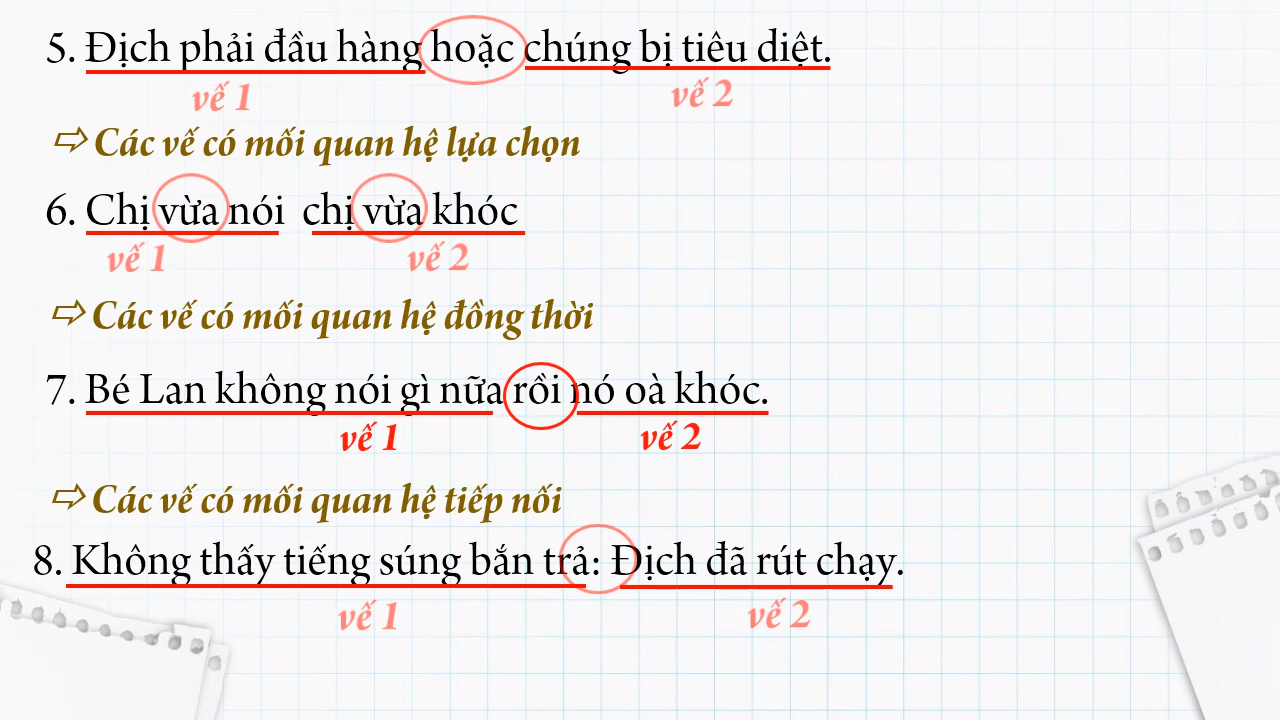 5. Địch phải đầu hàng hoặc chúng bị tiêu diệt.
vế 1 vế 2
⇨ Các vế có mối quan hệ lựa chọn
6. Chị vừa nói chị vừa khóc
vế 1 vế 2
⇨ Các vế có mối quan hệ đồng thời
7. Bé Lan không nói gì nữa rồi nó oà khóc.
vế 1 vế 2
⇨ Các vế có mối quan hệ tiếp nối
8. Không thấy tiếng súng bắn trả: Địch đã rút chạy.
vế 1 vế 2